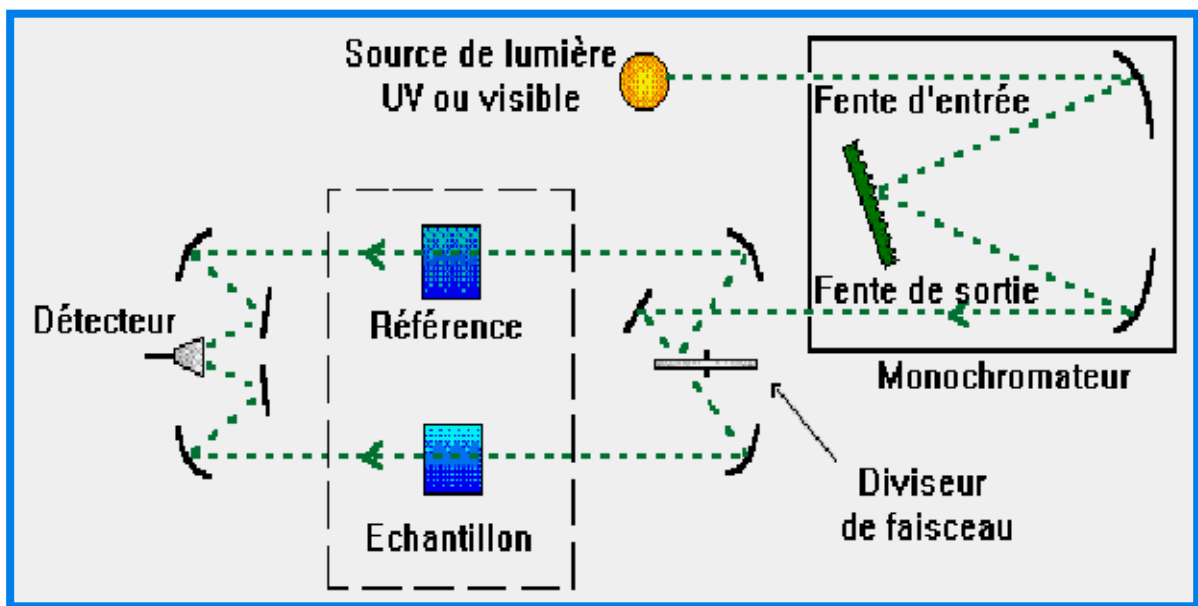 Source de lumière
UV ou visible
Fente d'entrée
Fente de sortie
Monochromateur
Détecteur
Référence
Echantillon
Diviseur
de faisceau